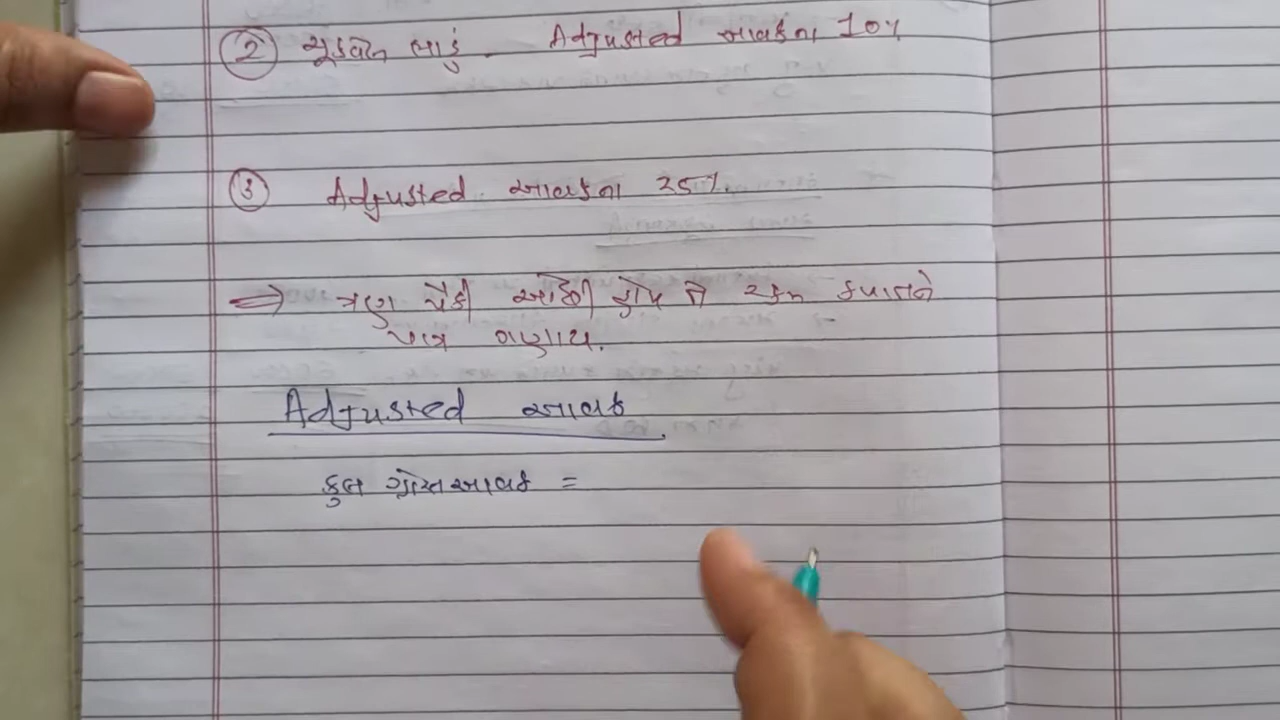 ② ચૂકવેલ ભાડું - Adjusted આવકના 10%
③ Adjusted આવકના 25%.
⇒ ત્રણ પૈકી ઓછી હોય તે રકમ કપાતને
પાત્ર ગણાય.
Adjusted આવક
કુલ ગ્રોસ આવક =